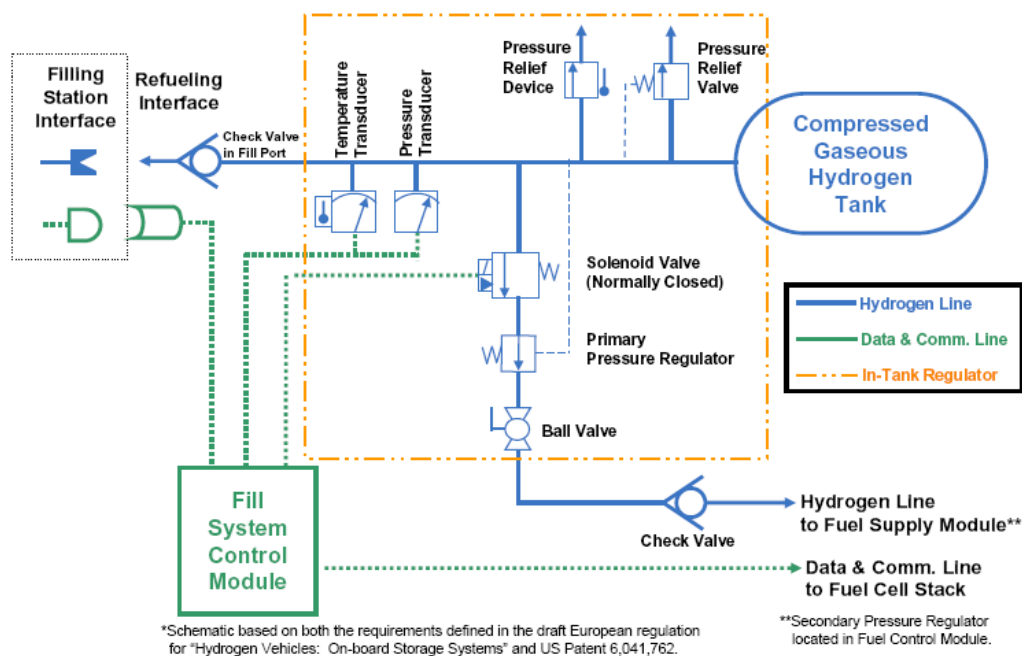 Filling
Station
Interface
Refueling
Interface
Check Valve
in Fill Port
Temperature
Transducer
Pressure
Transducer
Pressure
Relief
Device
Pressure
Relief
Valve
Compressed
Gaseous
Hydrogen
Tank
Solenoid Valve
(Normally Closed)
Primary
Pressure Regulator
Ball Valve
Hydrogen Line
Data & Comm. Line
In-Tank Regulator
Fill
System
Control
Module
Check Valve
Hydrogen Line
to Fuel Supply Module**
Data & Comm. Line
to Fuel Cell Stack
*Schematic based on both the requirements defined in the draft European regulation
for “Hydrogen Vehicles: On-board Storage Systems” and US Patent 6,041,762.
**Secondary Pressure Regulator
located in Fuel Control Module.